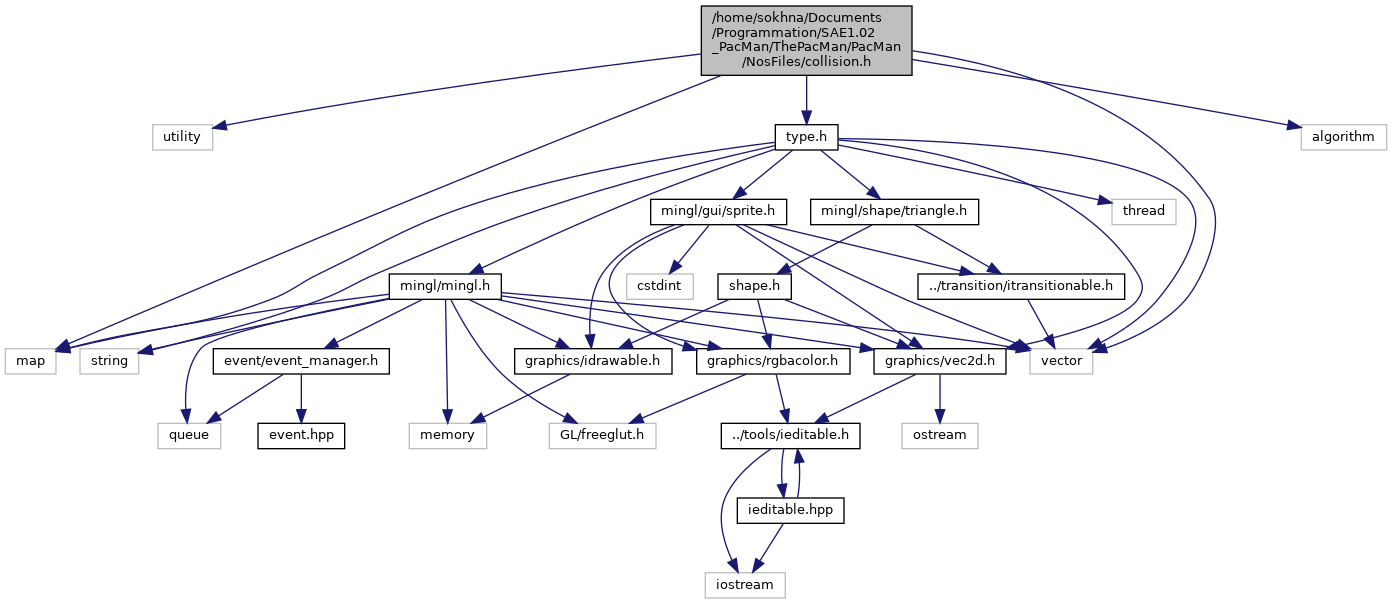 /home/sokhna/Documents
/Programmation/SAE1.02
_PacMan/ThePacMan/PacMan
/NosFiles/collision.h
utility
type.h
algorithm
mingl/gui/sprite.h
mingl/shape/triangle.h
thread
mingl/mingl.h
cstdint
shape.h
../transition/itransitionable.h
map
string
event/event_manager.h
graphics/idrawable.h
graphics/rgbacolor.h
graphics/vec2d.h
vector
queue
event.hpp
memory
GL/freeglut.h
../tools/ieditable.h
ostream
ieditable.hpp
iostream